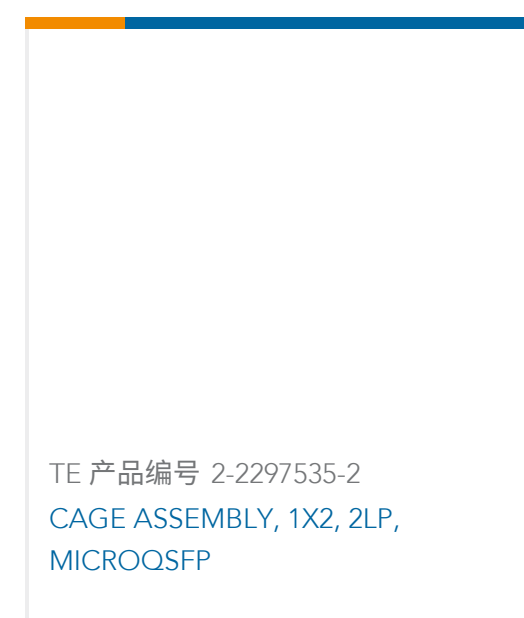 TE 产品编号 2-2297535-2
CAGE ASSEMBLY, 1X2, 2LP,
MICROQSFP